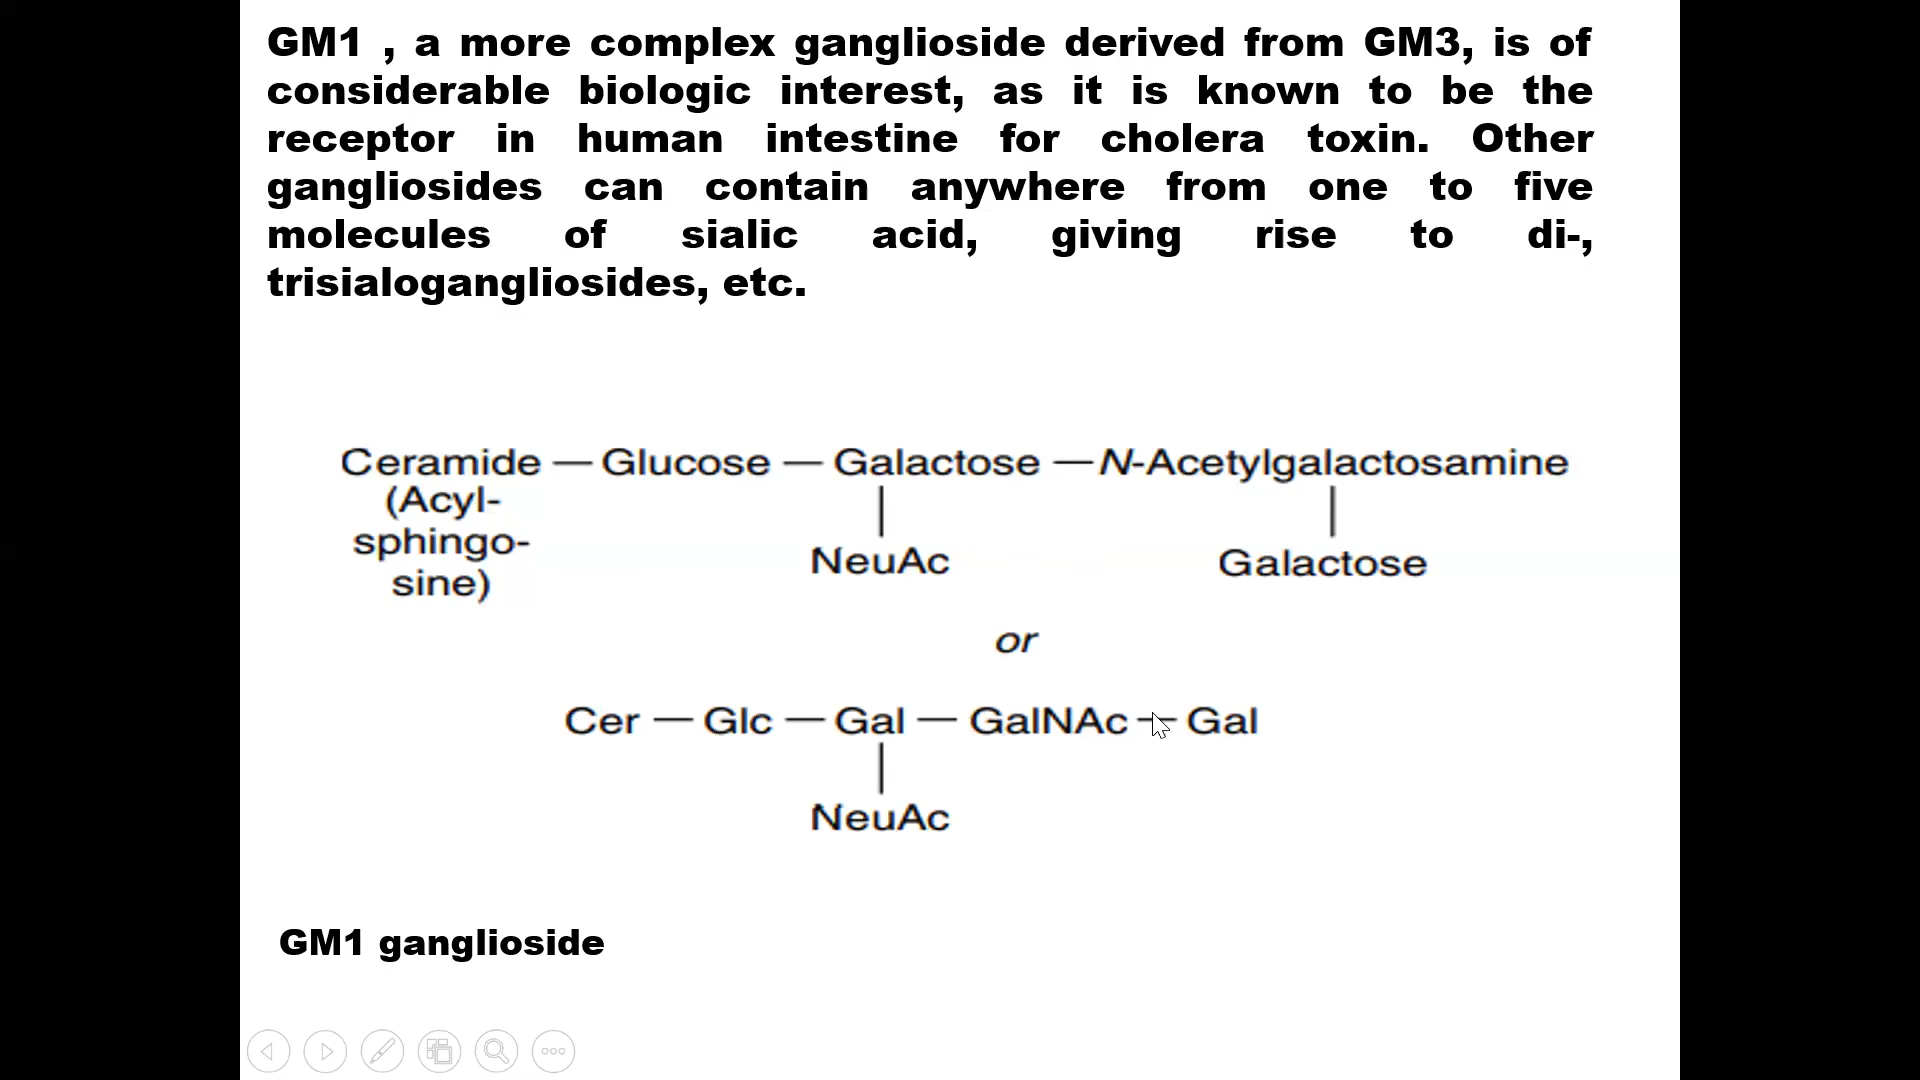 GM1 , a more complex ganglioside derived from GM3, is of
considerable biologic interest, as it is known to be the
receptor in human intestine for cholera toxin. Other
gangliosides can contain anywhere from one to five
molecules of sialic acid, giving rise to di-,
trisialogangliosides, etc.
Ceramide — Glucose — Galactose — N-Acetylgalactosamine
(Acyl-
sphingo-
sine)
NeuAc
Galactose
or
Cer — Glc — Gal — GalNAc — Gal
NeuAc
GM1 ganglioside